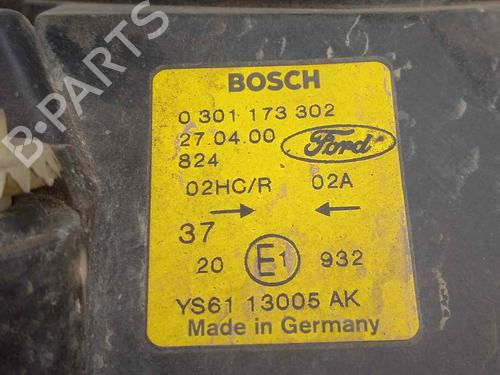 B-PARTS
BOSCH
0 301 173 302
27.04.00
Ford
824
02HC/R 02A
37
20 E1 932
YS61 13005 AK
Made in Germany